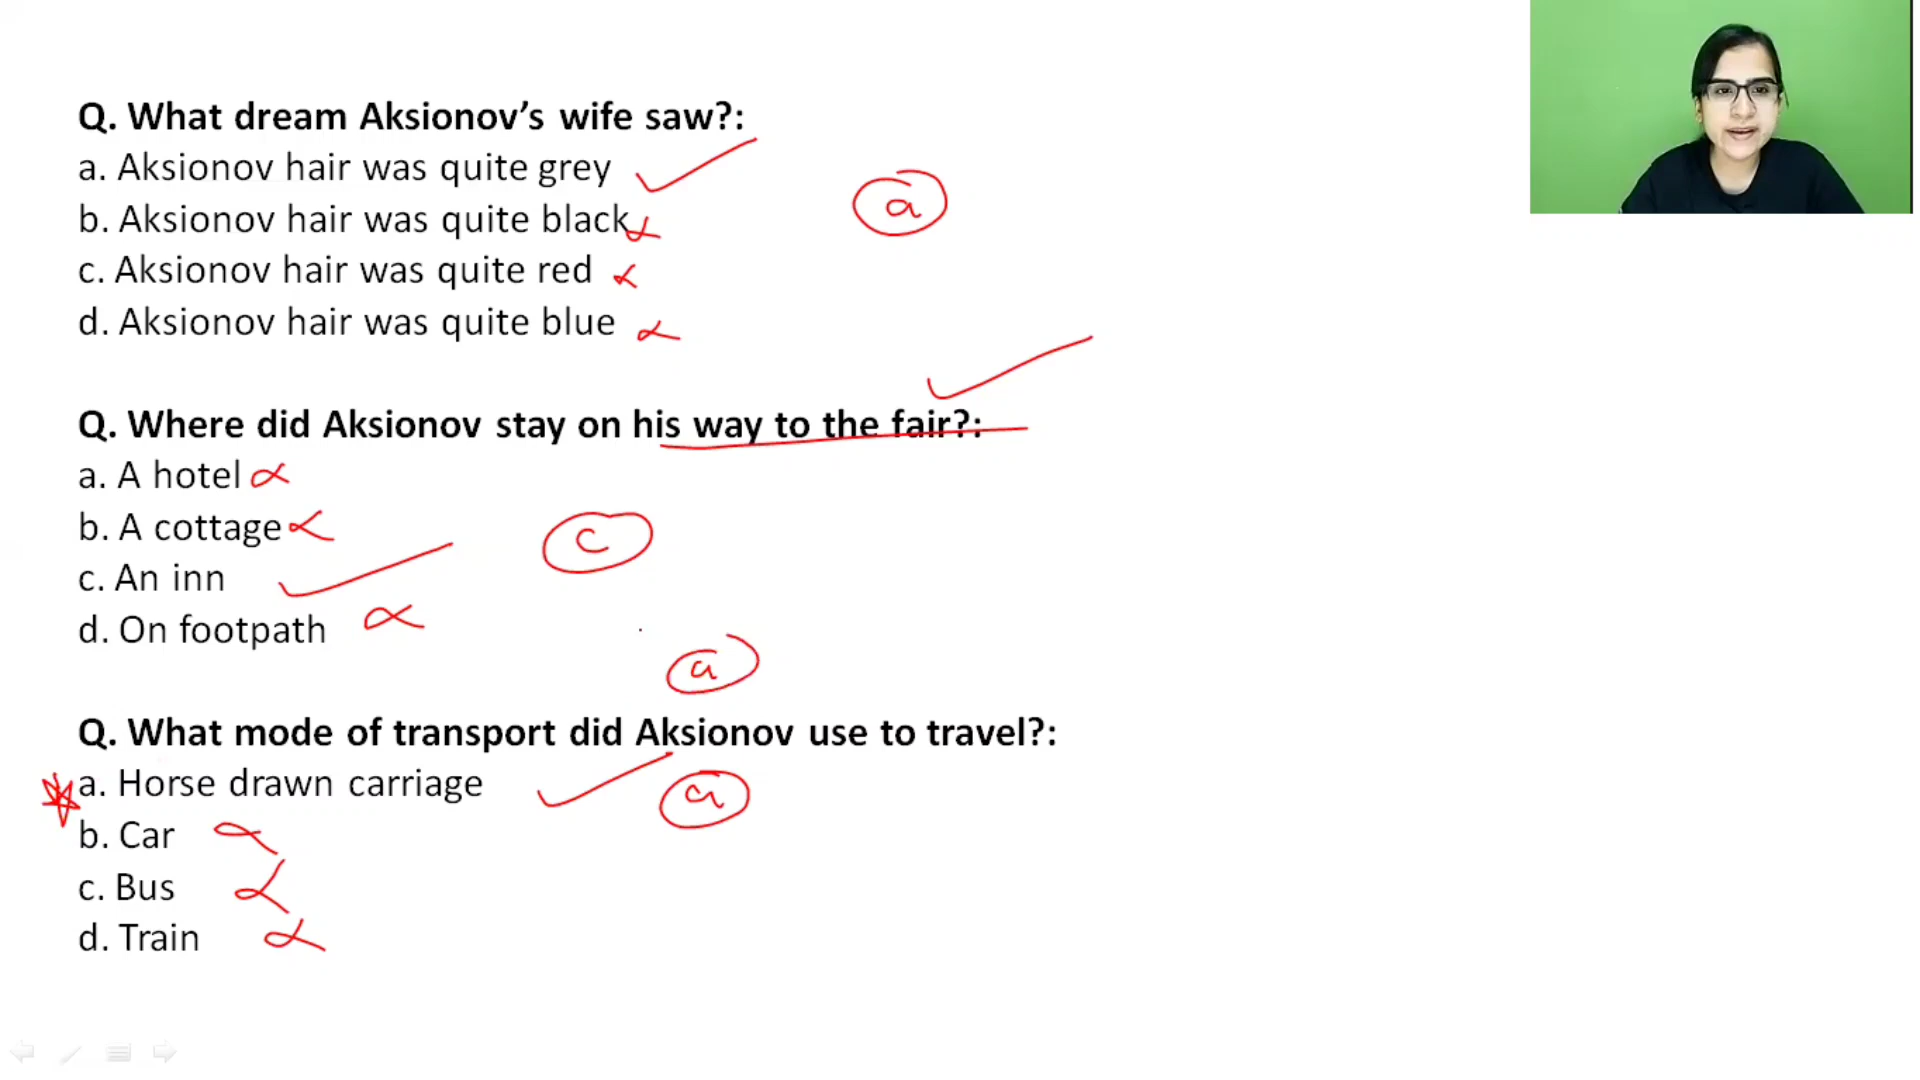 Q. What dream Aksionov’s wife saw?:
a. Aksionov hair was quite grey
b. Aksionov hair was quite black
c. Aksionov hair was quite red
d. Aksionov hair was quite blue
a
Q. Where did Aksionov stay on his way to the fair?:
a. A hotel
b. A cottage
c. An inn
d. On footpath
c
a
Q. What mode of transport did Aksionov use to travel?:
a. Horse drawn carriage
b. Car
c. Bus
d. Train
a